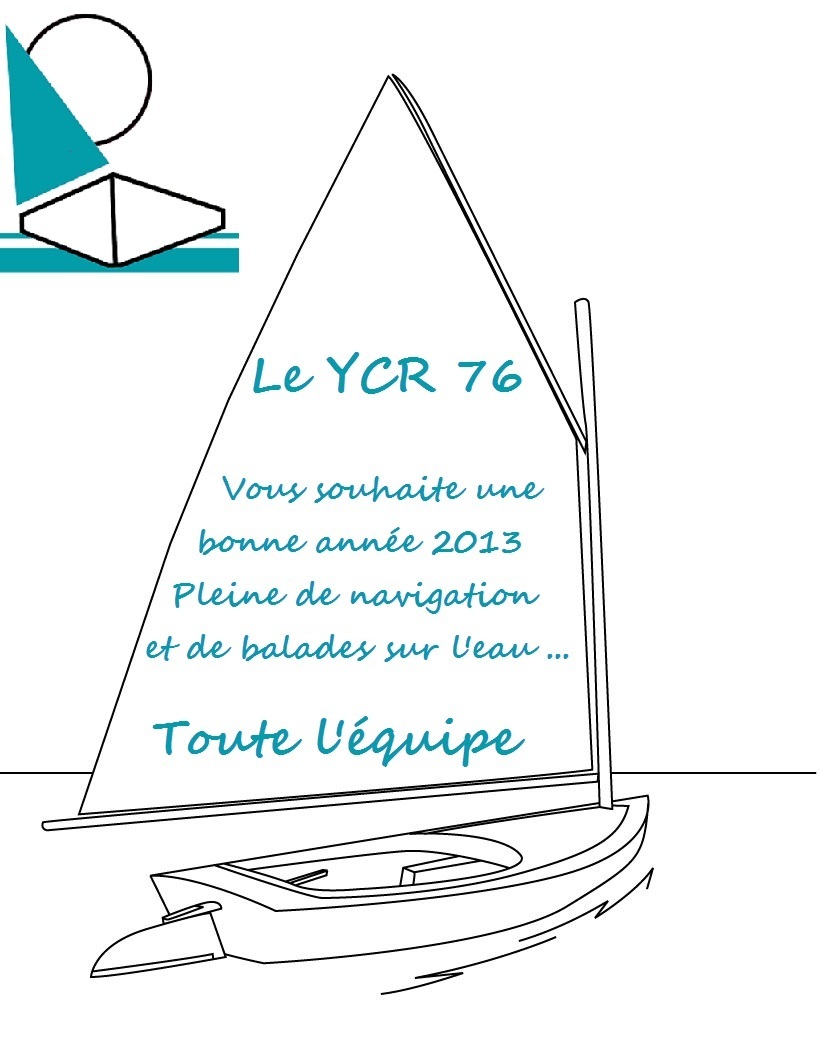 Le YCR 76
Vous souhaite une
bonne année 2013
Pleine de navigation
et de balades sur l'eau ...
Toute l'équipe